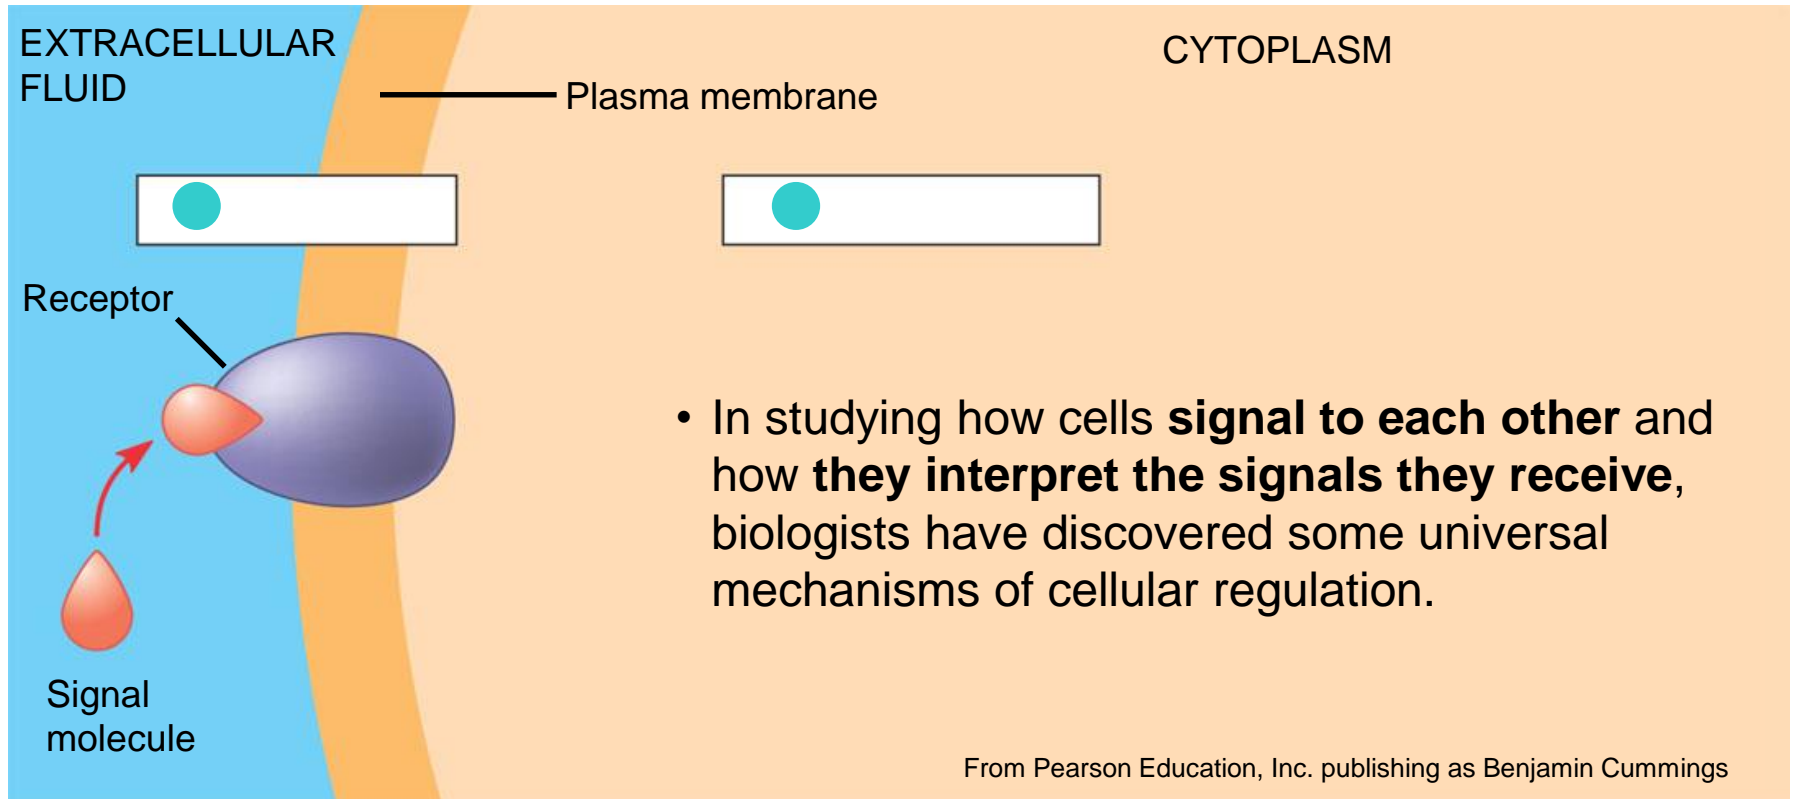 EXTRACELLULAR
FLUID
CYTOPLASM
Plasma membrane
Receptor
• In studying how cells signal to each other and
how they interpret the signals they receive,
biologists have discovered some universal
mechanisms of cellular regulation.
Signal
molecule
From Pearson Education, Inc. publishing as Benjamin Cummings